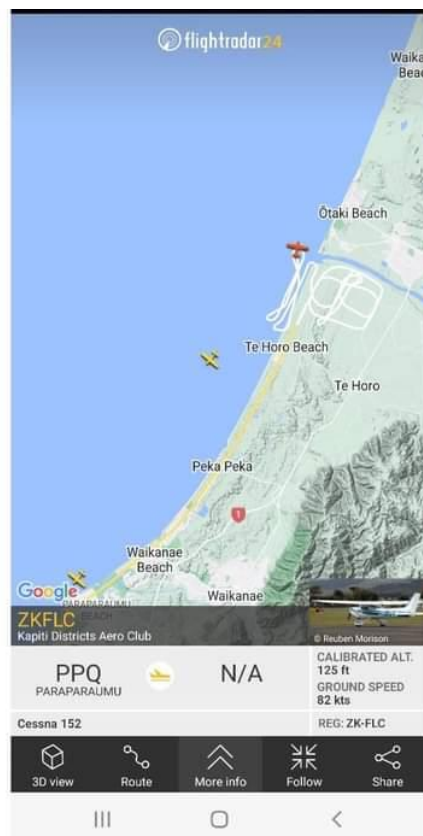 flightradar24
Waika
Beac
Ōtaki Beach
Te Horo Beach
Te Horo
Peka Peka
1
Waikanae
Beach
Google
PARAPARAUMU
BEACH
Waikanae
ZKFLC
Kapiti Districts Aero Club
© Reuben Morison
PPQ
PARAPARAUMU
N/A
CALIBRATED ALT.
125 ft
GROUND SPEED
82 kts
Cessna 152
REG: ZK-FLC
3D view
Route
More info
Follow
Share